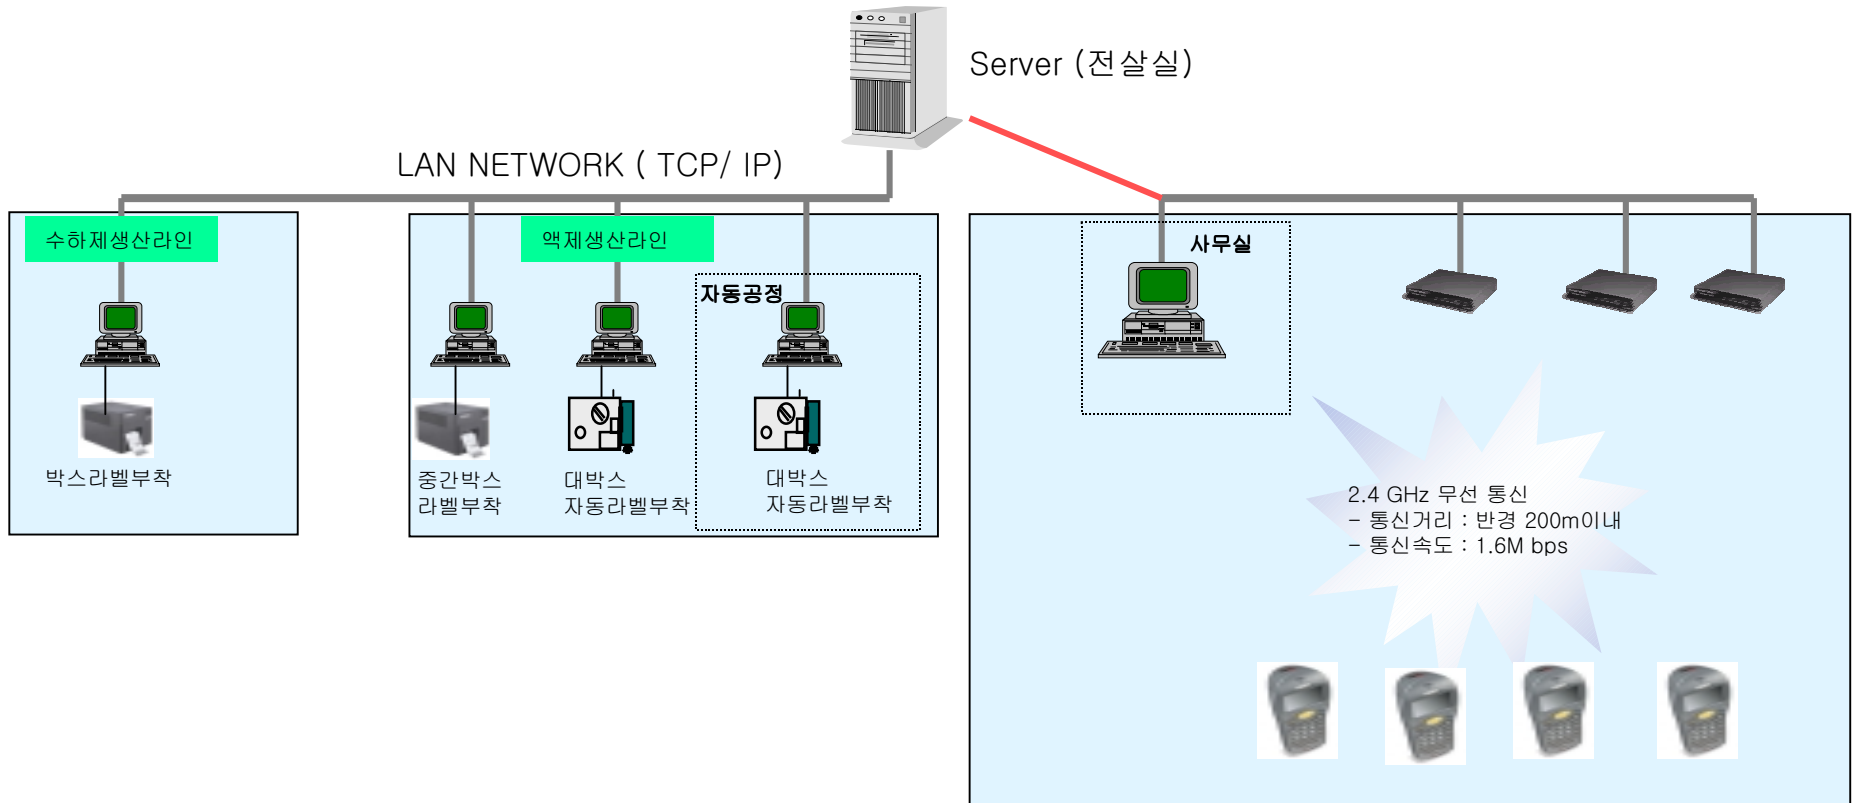 Server (전살실)
LAN NETWORK ( TCP/ IP)
수하제생산라인
액제생산라인
사무실
자동공정
박스라벨부착
중간박스
라벨부착
대박스
자동라벨부착
대박스
자동라벨부착
2.4 GHz 무선 통신
- 통신거리 : 반경 200m이내
- 통신속도 : 1.6M bps